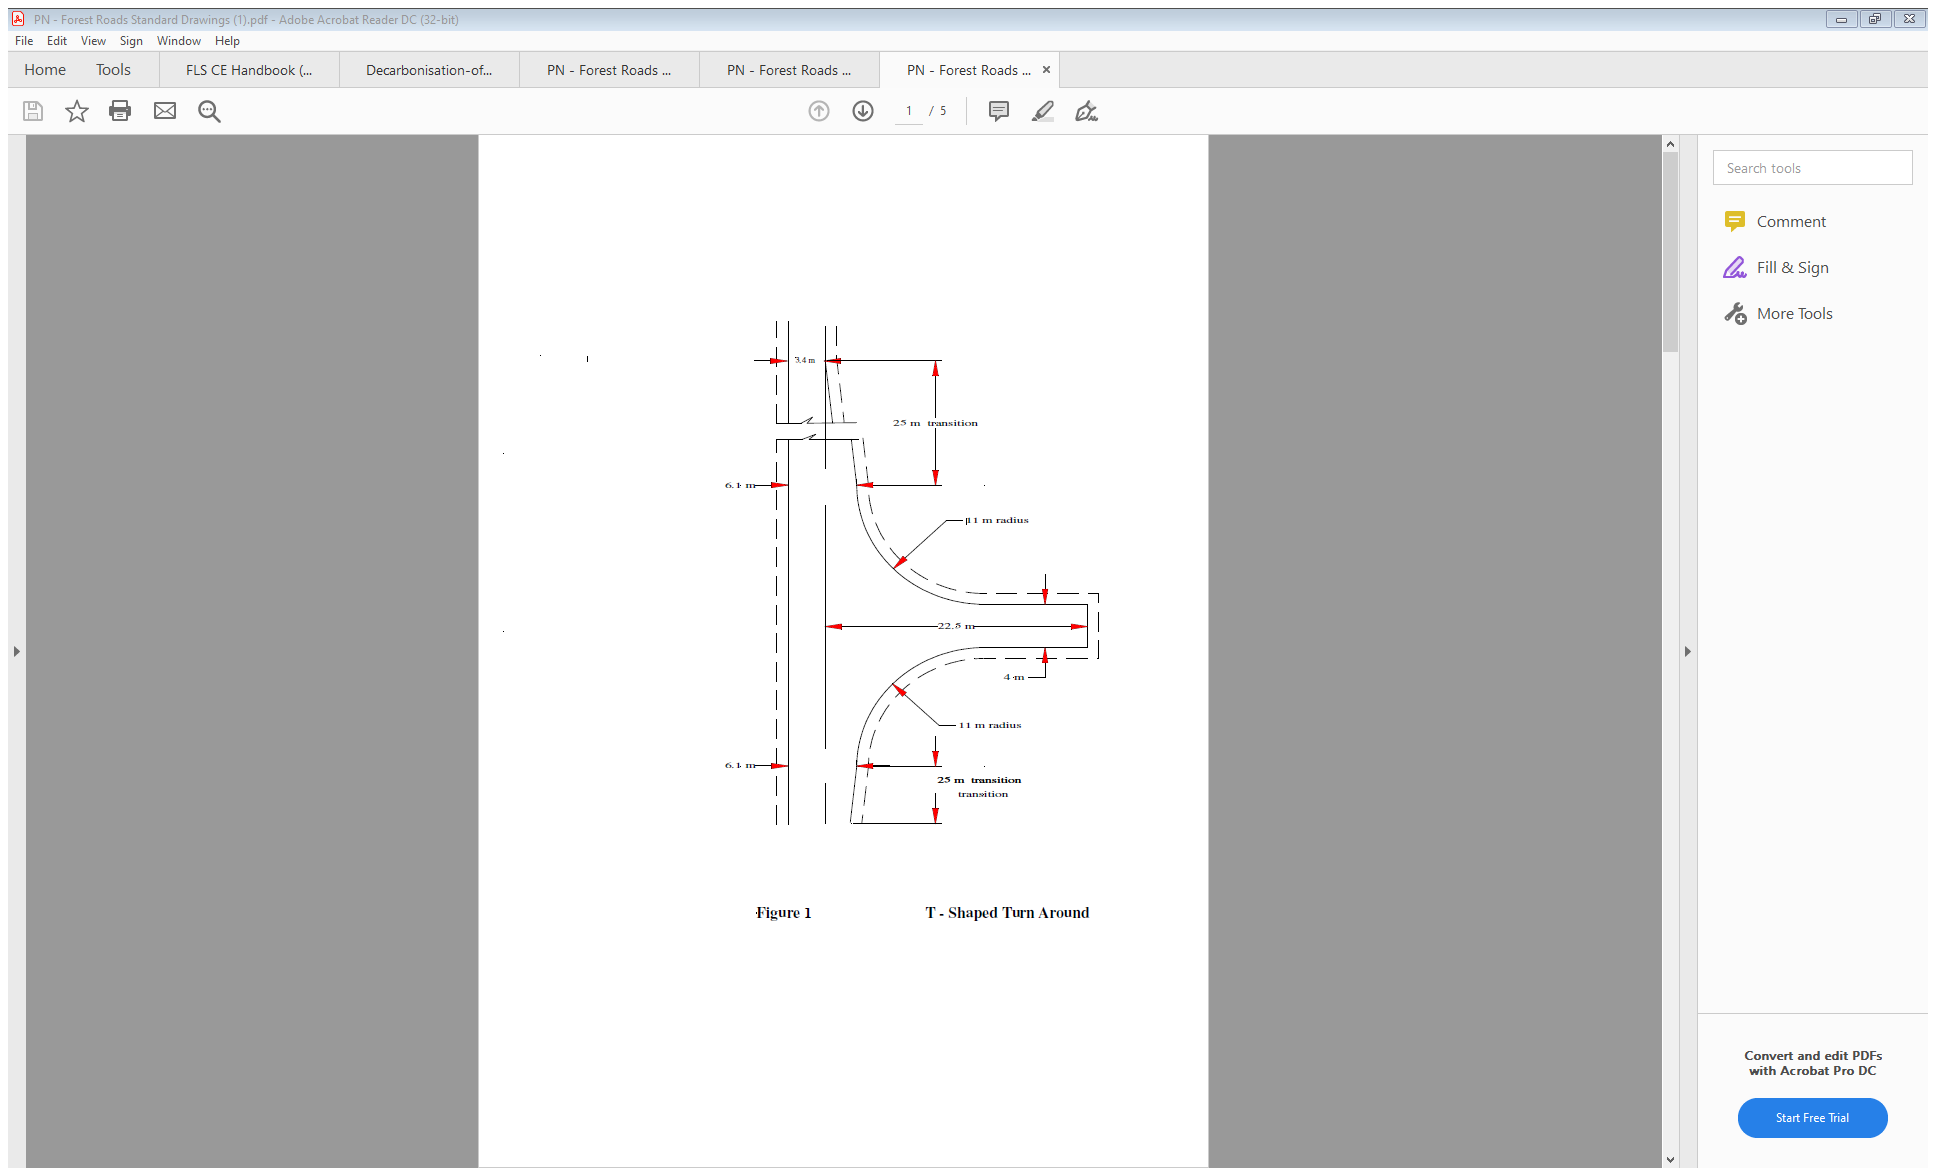 PN - Forest Roads Standard Drawings (1).pdf - Adobe Acrobat Reader DC (32-bit)
File Edit View Sign Window Help
Home Tools FLS CE Handbook (... Decarbonisation-of... PN - Forest Roads ... PN - Forest Roads ... PN - Forest Roads ...
1 / 5
Search tools
Comment
Fill & Sign
More Tools
3.4 m
25 m transition
6.1 m
11 m radius
22.5 m
4 m
11 m radius
6.1 m
25 m transition
transition
Figure 1 T - Shaped Turn Around
Convert and edit PDFs
with Acrobat Pro DC
Start Free Trial